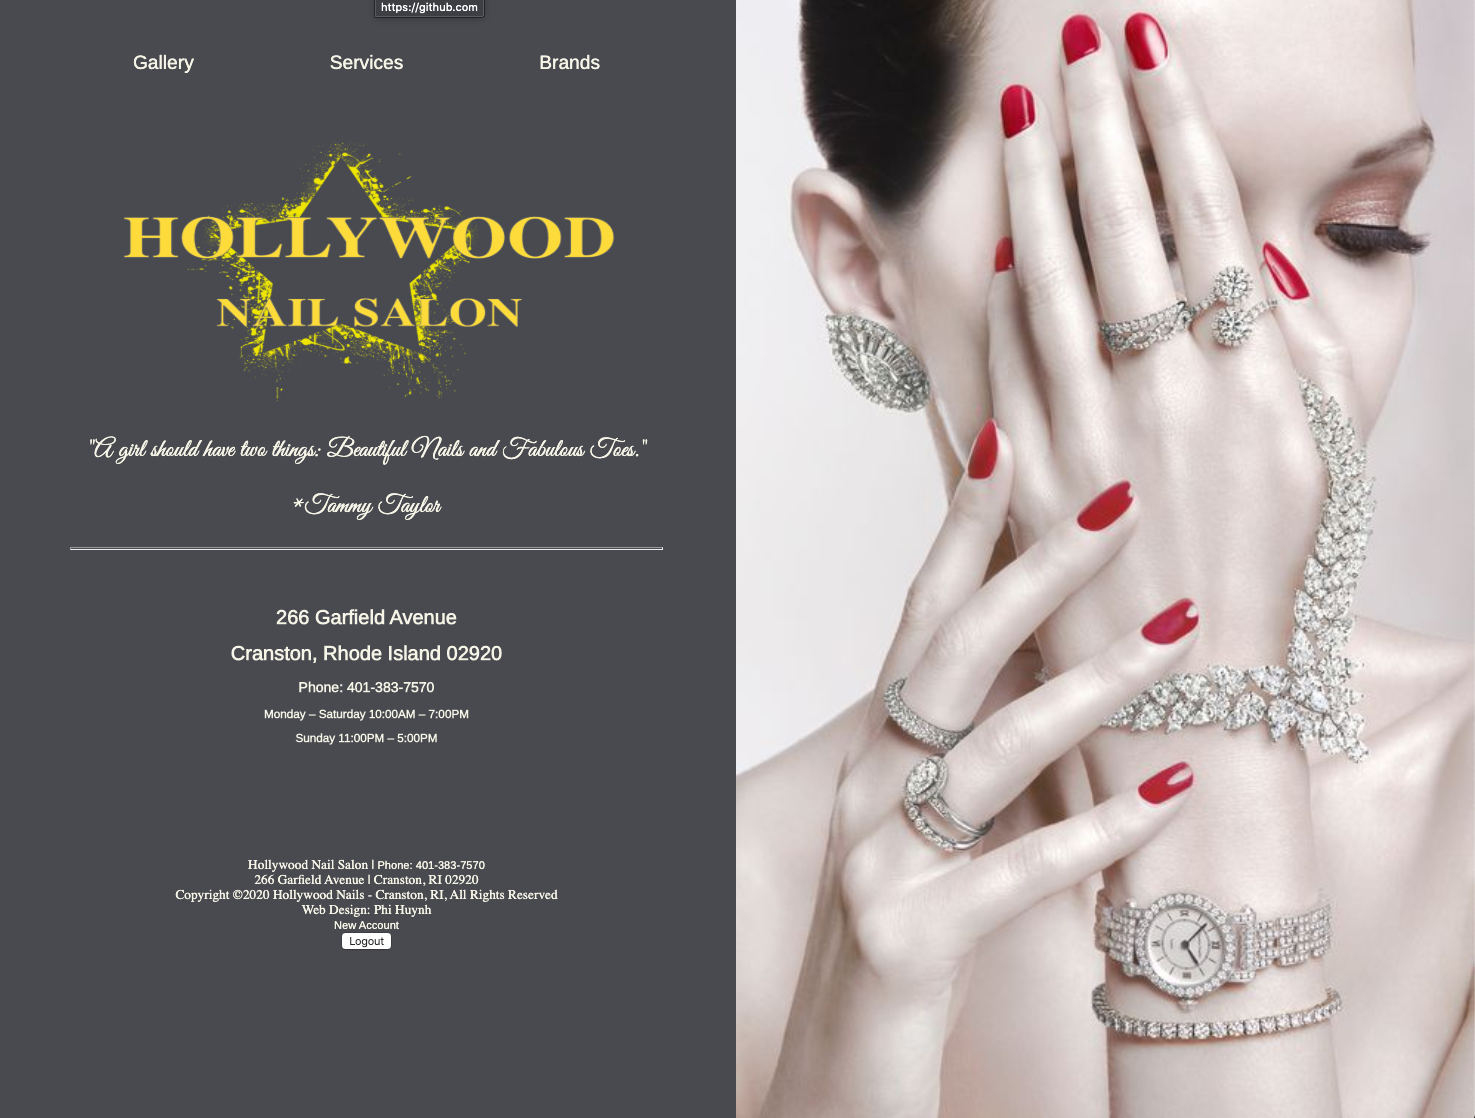 https://github.com
Gallery Services Brands
HOLLYWOOD
NAIL SALON
"A girl should have two things: Beautiful Nails and Fabulous Toes."
*Tammy Taylor
266 Garfield Avenue
Cranston, Rhode Island 02920
Phone: 401-383-7570
Monday – Saturday 10:00AM – 7:00PM
Sunday 11:00PM – 5:00PM
Hollywood Nail Salon | Phone: 401-383-7570
266 Garfield Avenue | Cranston, RI 02920
Copyright ©2020 Hollywood Nails - Cranston, RI, All Rights Reserved
Web Design: Phi Huynh
New Account
Logout